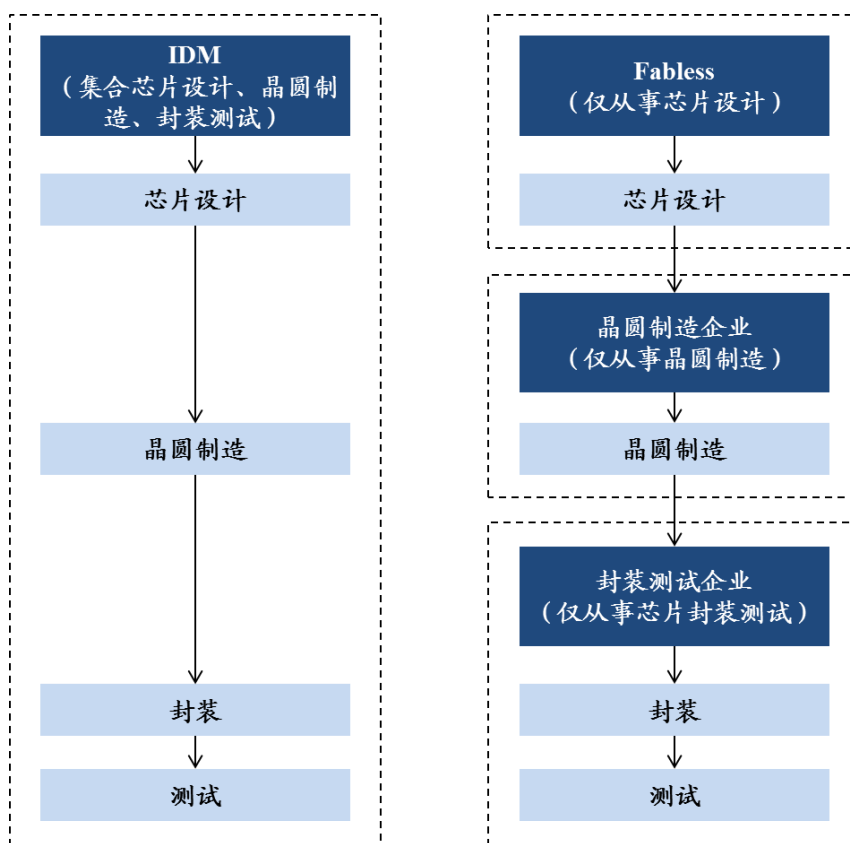 IDM
（集合芯片设计、晶圆制
造、封装测试）
芯片设计
晶圆制造
封装
测试
Fabless
（仅从事芯片设计）
芯片设计
晶圆制造企业
（仅从事晶圆制造）
晶圆制造
封装测试企业
（仅从事芯片封装测试）
封装
测试